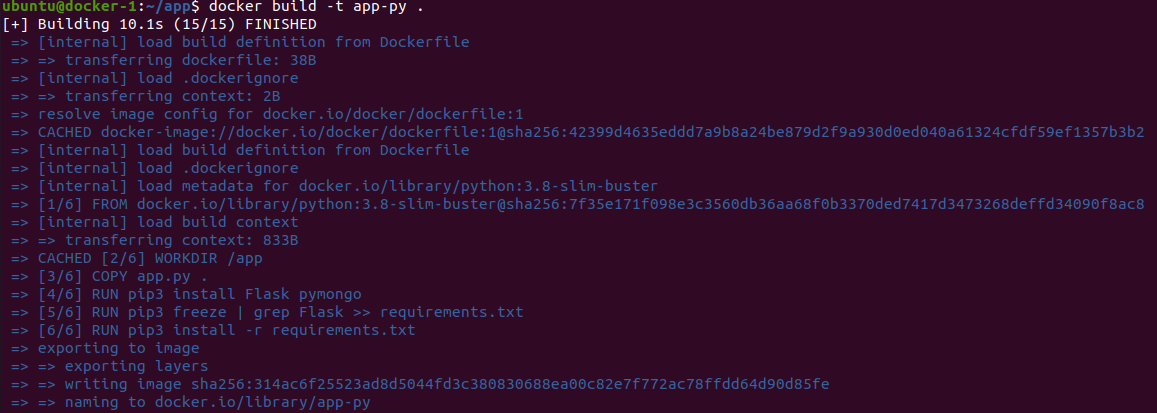 ubuntu@docker-1:~/app$ docker build -t app-py .
[+] Building 10.1s (15/15) FINISHED
=> [internal] load build definition from Dockerfile
=> => transferring dockerfile: 38B
=> [internal] load .dockerignore
=> => transferring context: 2B
=> resolve image config for docker.io/docker/dockerfile:1
=> CACHED docker-image://docker.io/docker/dockerfile:1@sha256:42399d4635eddd7a9b8a24be879d2f9a930d0ed040a61324cfdf59ef1357b3b2
=> [internal] load build definition from Dockerfile
=> [internal] load .dockerignore
=> [internal] load metadata for docker.io/library/python:3.8-slim-buster
=> [1/6] FROM docker.io/library/python:3.8-slim-buster@sha256:7f35e171f098e3c3560db36aa68f0b3370ded7417d3473268deffd34090f8ac8
=> [internal] load build context
=> => transferring context: 833B
=> CACHED [2/6] WORKDIR /app
=> [3/6] COPY app.py .
=> [4/6] RUN pip3 install Flask pymongo
=> [5/6] RUN pip3 freeze | grep Flask >> requirements.txt
=> [6/6] RUN pip3 install -r requirements.txt
=> exporting to image
=> => exporting layers
=> => writing image sha256:314ac6f25523ad8d5044fd3c380830688ea00c82e7f772ac78ffdd64d90d85fe
=> => naming to docker.io/library/app-py